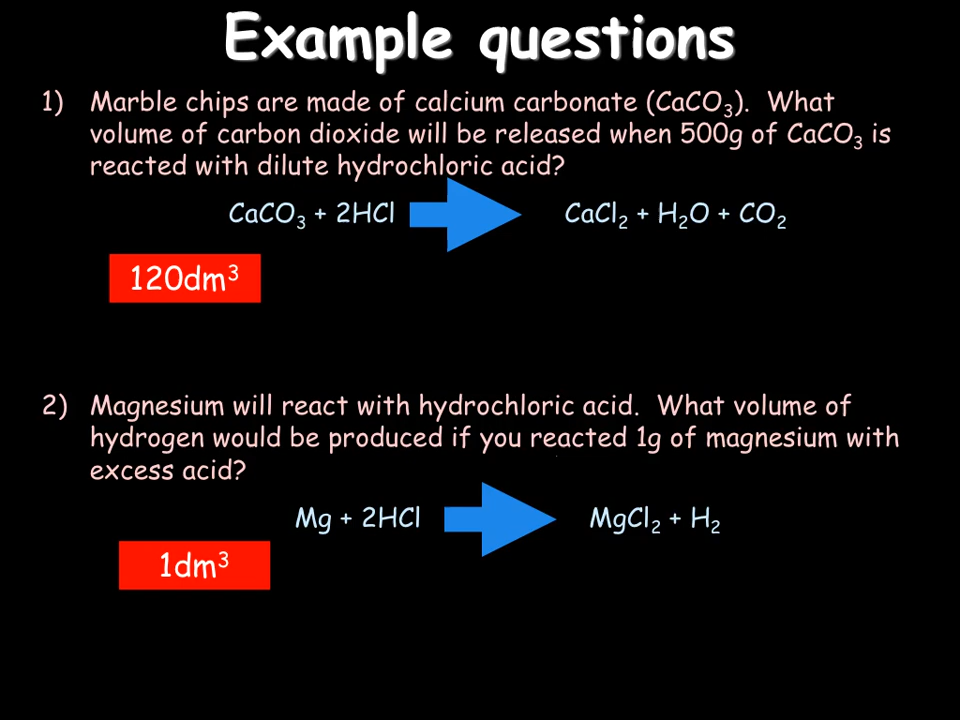 Example questions
1) Marble chips are made of calcium carbonate (CaCO₃). What
volume of carbon dioxide will be released when 500g of CaCO₃ is
reacted with dilute hydrochloric acid?
CaCO₃ + 2HCl CaCl₂ + H₂O + CO₂
120dm³
2) Magnesium will react with hydrochloric acid. What volume of
hydrogen would be produced if you reacted 1g of magnesium with
excess acid?
Mg + 2HCl MgCl₂ + H₂
1dm³